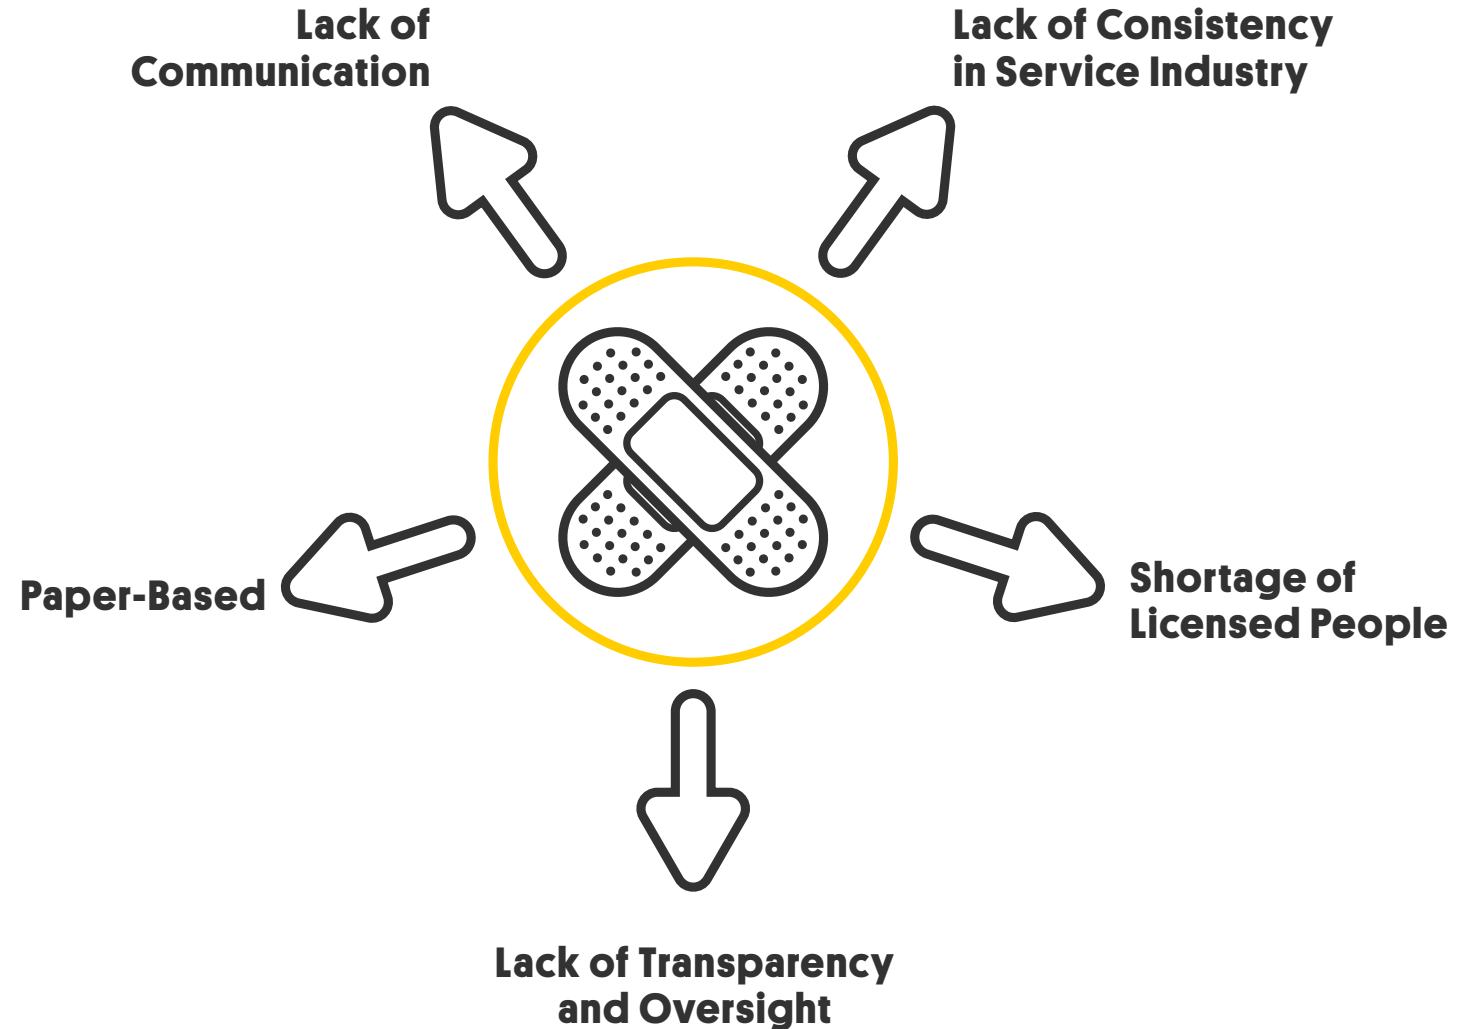 Lack of
Communication
Lack of Consistency
in Service Industry
Paper-Based
Shortage of
Licensed People
Lack of Transparency
and Oversight